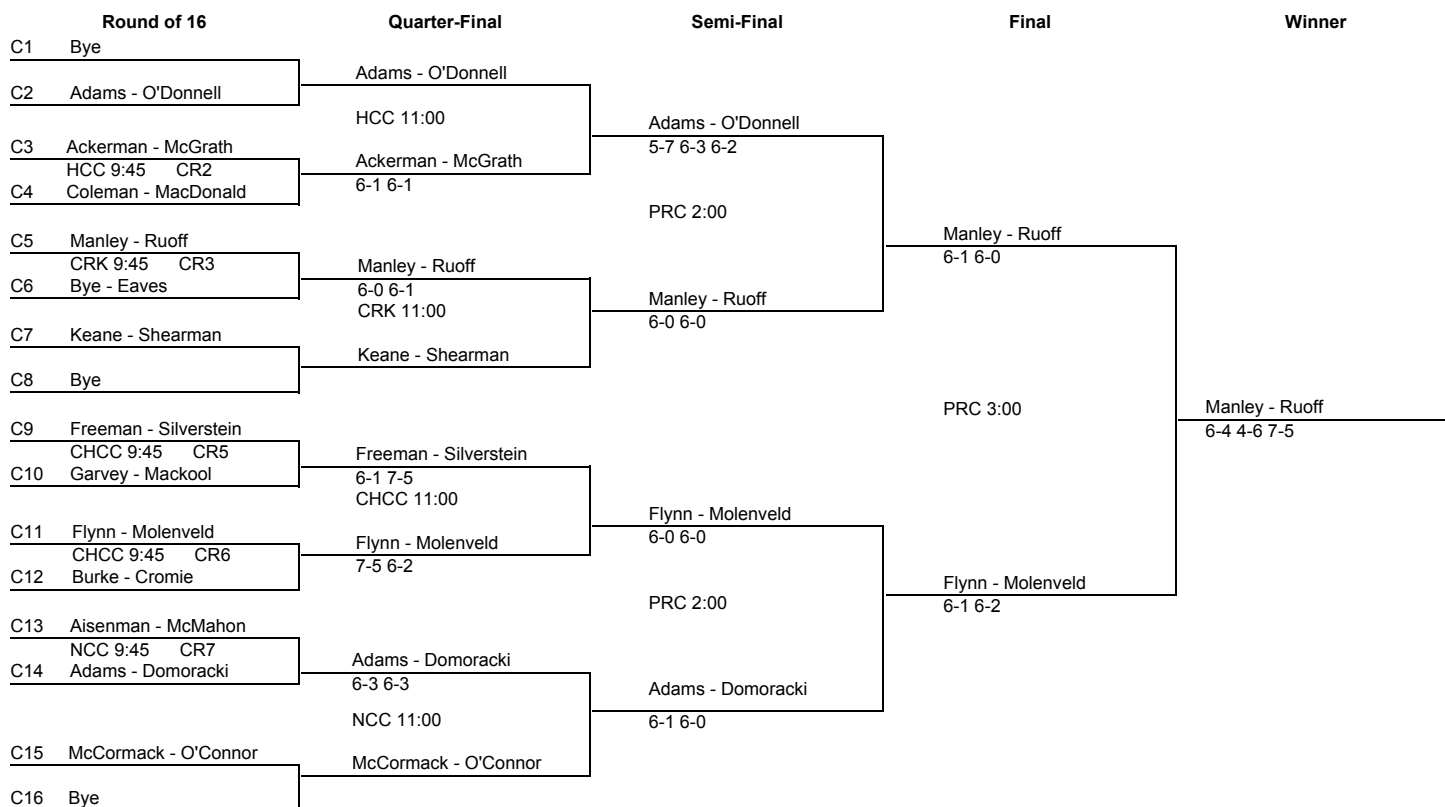 Round of 16
Quarter-Final
Semi-Final
Final
Winner
C1 Bye
C2 Adams - O'Donnell
C3 Ackerman - McGrath
HCC 9:45 CR2
C4 Coleman - MacDonald
C5 Manley - Ruoff
CRK 9:45 CR3
C6 Bye - Eaves
C7 Keane - Shearman
C8 Bye
C9 Freeman - Silverstein
CHCC 9:45 CR5
C10 Garvey - Mackool
C11 Flynn - Molenveld
CHCC 9:45 CR6
C12 Burke - Cromie
C13 Aisenman - McMahon
NCC 9:45 CR7
C14 Adams - Domoracki
C15 McCormack - O'Connor
C16 Bye
Adams - O'Donnell
HCC 11:00
Ackerman - McGrath
6-1 6-1
Manley - Ruoff
6-0 6-1
CRK 11:00
Keane - Shearman
Freeman - Silverstein
6-1 7-5
CHCC 11:00
Flynn - Molenveld
7-5 6-2
Adams - Domoracki
6-3 6-3
NCC 11:00
McCormack - O'Connor
Adams - O'Donnell
5-7 6-3 6-2
PRC 2:00
Manley - Ruoff
6-0 6-0
Flynn - Molenveld
6-0 6-0
PRC 2:00
Adams - Domoracki
6-1 6-0
Manley - Ruoff
6-1 6-0
PRC 3:00
Flynn - Molenveld
6-1 6-2
Manley - Ruoff
6-4 4-6 7-5